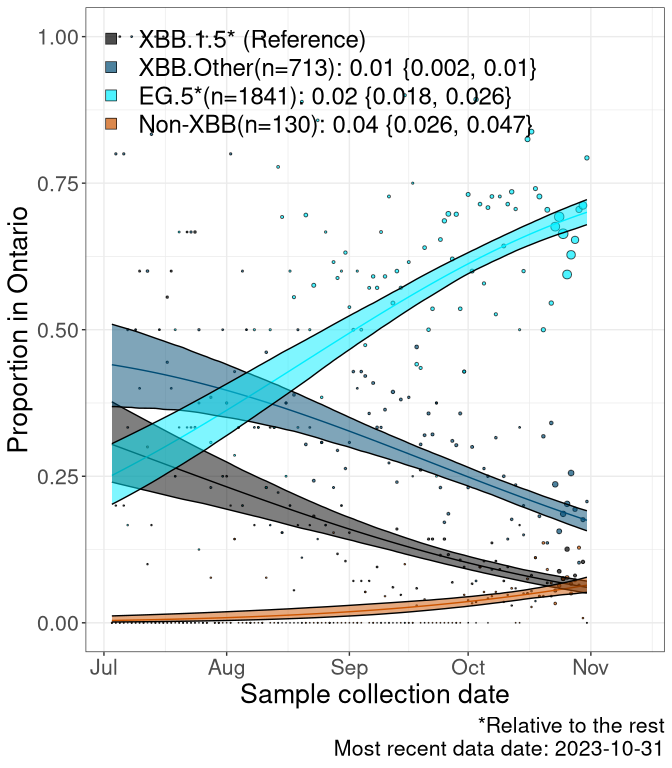 1.00
XBB.1.5* (Reference)
XBB.Other(n=713): 0.01 {0.002, 0.01}
EG.5*(n=1841): 0.02 {0.018, 0.026}
Non-XBB(n=130): 0.04 {0.026, 0.047}
0.75
0.50
0.25
0.00
Proportion in Ontario
Jul Aug Sep Oct Nov
Sample collection date
*Relative to the rest
Most recent data date: 2023-10-31